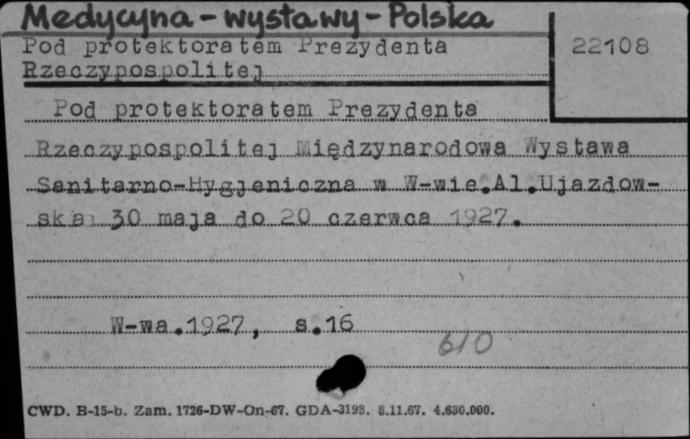 Medycyna - wystawy - Polska
Pod protektoratem Prezydenta
Rzeczypospolitej
22108
Pod protektoratem Prezydenta
Rzeczypospolitej Międzynarodowa Wystawa
Sanitarno-Hygjeniczna w W-wie.Al.Ujazdow-
ska 30 maja do 20 czerwca 1927.
W-wa.1927, s.16
610
CWD. B-15-b. Zam. 1726-DW-On-67. GDA-3198. 8.11.67. 4.630.000.